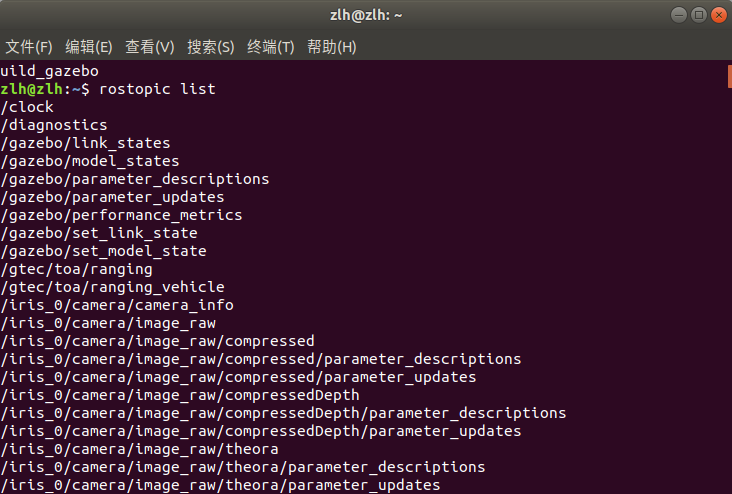 zlh@zlh: ~
文件(F) 编辑(E) 查看(V) 搜索(S) 终端(T) 帮助(H)
uild_gazebo
zlh@zlh:~$ rostopic list
/clock
/diagnostics
/gazebo/link_states
/gazebo/model_states
/gazebo/parameter_descriptions
/gazebo/parameter_updates
/gazebo/performance_metrics
/gazebo/set_link_state
/gazebo/set_model_state
/gtec/toa/ranging
/gtec/toa/ranging_vehicle
/iris_0/camera/camera_info
/iris_0/camera/image_raw
/iris_0/camera/image_raw/compressed
/iris_0/camera/image_raw/compressed/parameter_descriptions
/iris_0/camera/image_raw/compressed/parameter_updates
/iris_0/camera/image_raw/compressedDepth
/iris_0/camera/image_raw/compressedDepth/parameter_descriptions
/iris_0/camera/image_raw/compressedDepth/parameter_updates
/iris_0/camera/image_raw/theora
/iris_0/camera/image_raw/theora/parameter_descriptions
/iris_0/camera/image_raw/theora/parameter_updates